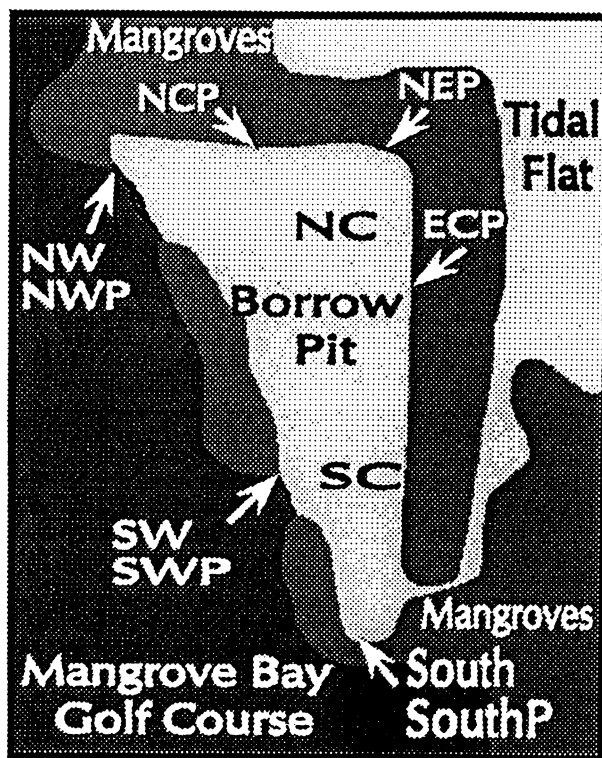 Mangroves
NCP
NEP
Tidal
Flat
NC
ECP
NW
NWP
Borrow
Pit
SC
SW
SWP
Mangroves
Mangrove Bay
Golf Course
South
SouthP